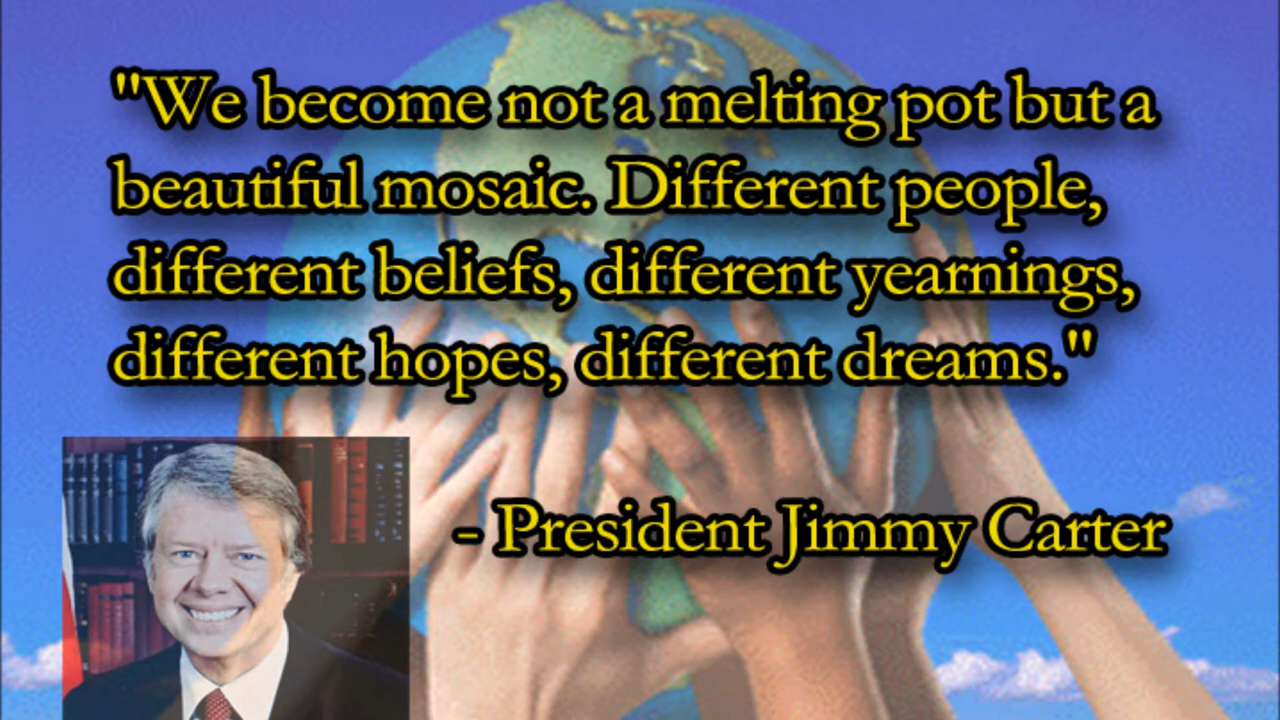 "We become not a melting pot but a
beautiful mosaic. Different people,
different beliefs, different yearnings,
different hopes, different dreams."
- President Jimmy Carter